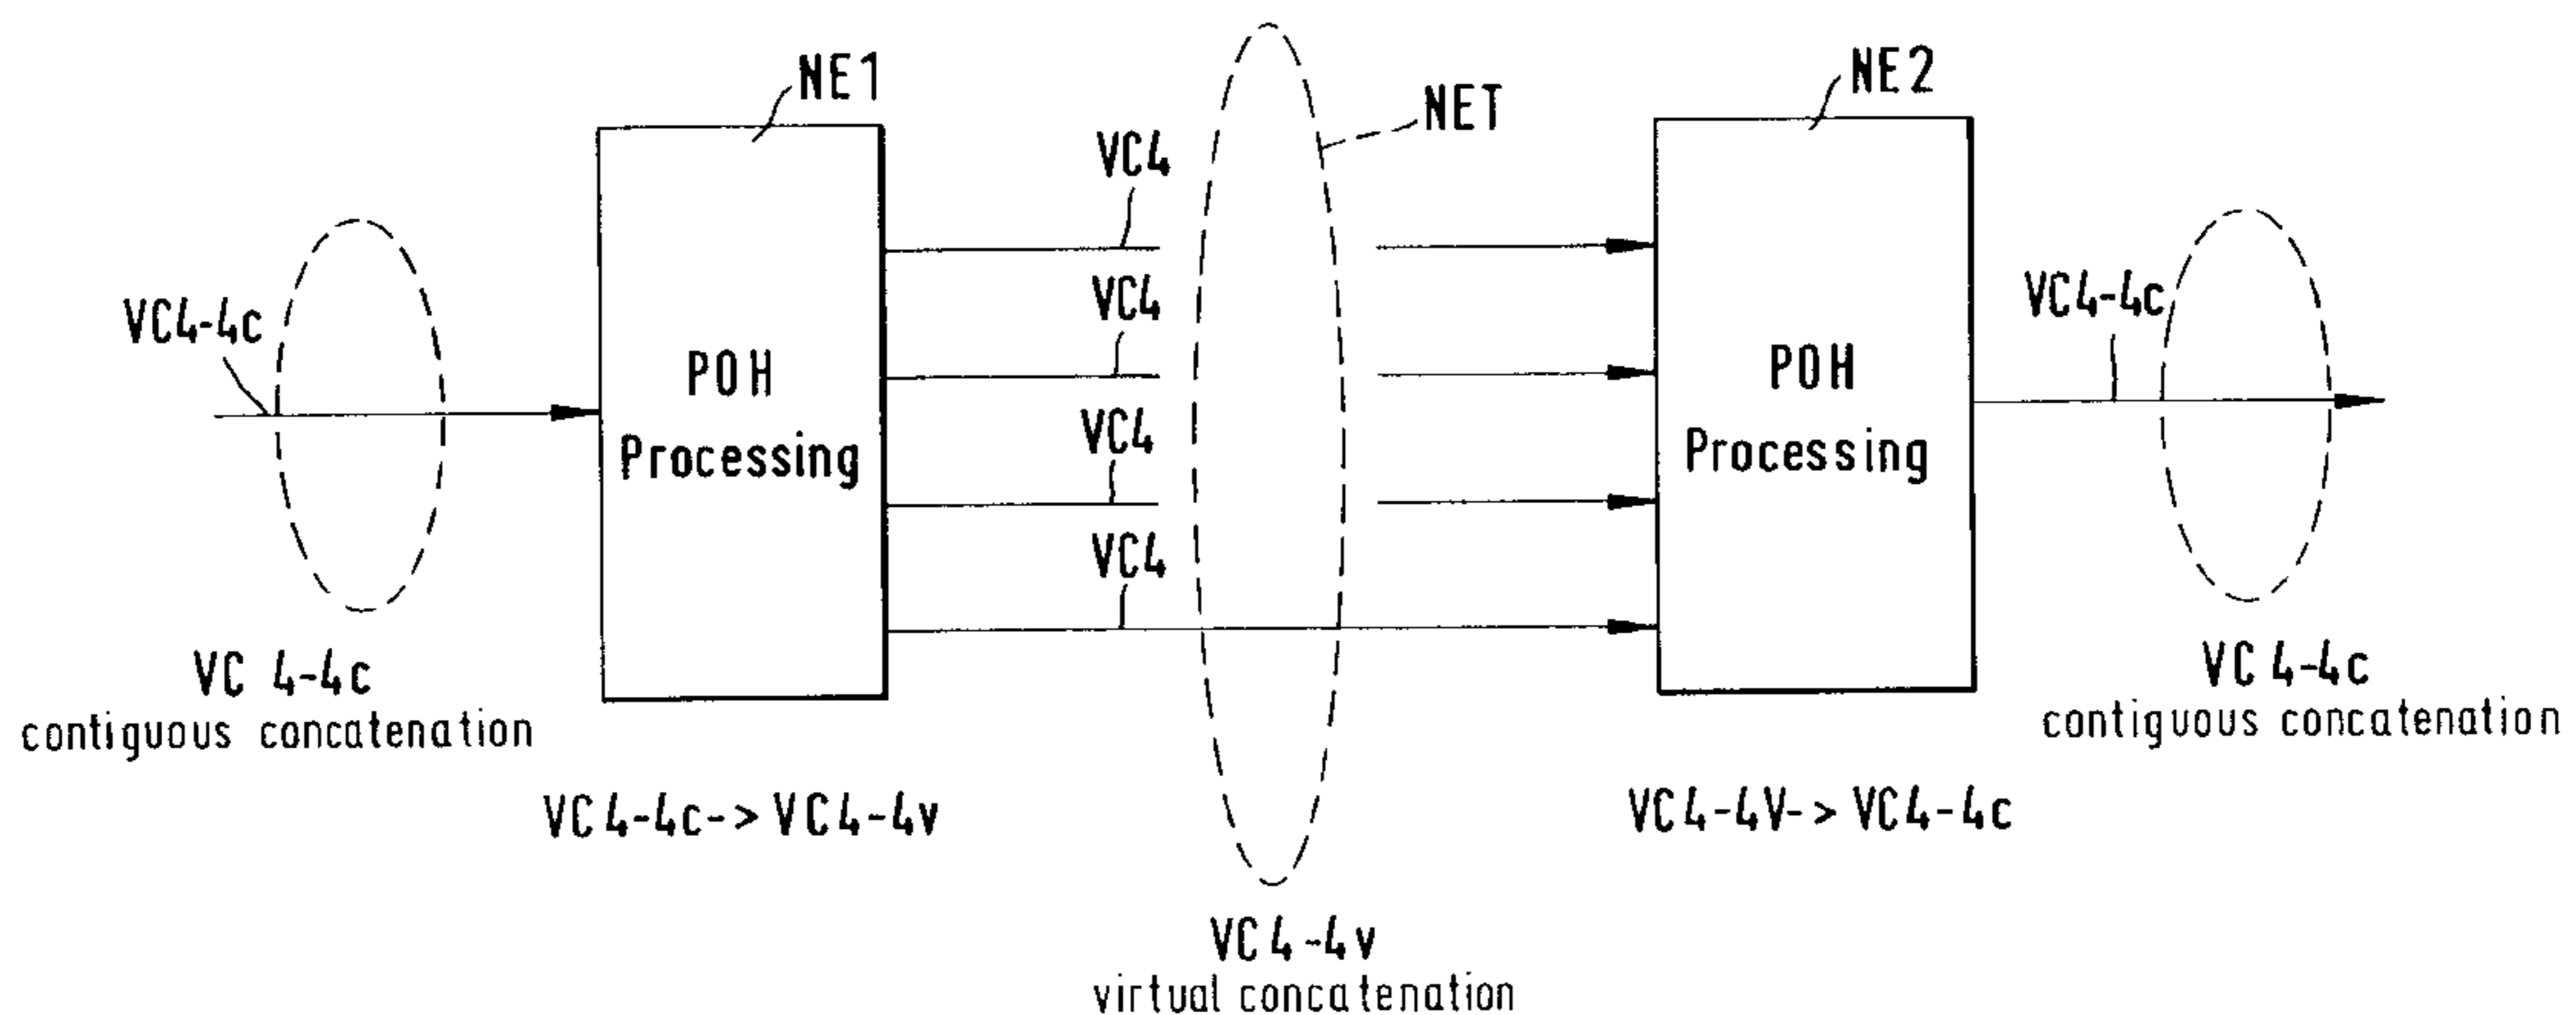 NE1
NE2
NET
VC4
VC4-4c
VC4
VC4-4c
POH
Processing
POH
Processing
VC4
VC4
VC 4-4c
contiguous concatenation
VC 4-4c
contiguous concatenation
VC4-4c-> VC4-4v
VC4-4V-> VC4-4c
VC4-4v
virtual concatenation